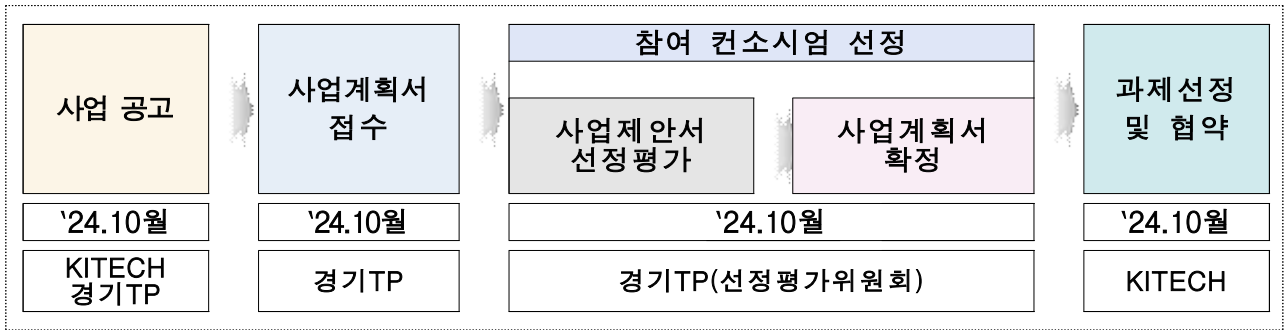 사업 공고
사업계획서
접수
참여 컨소시엄 선정
사업제안서
선정평가
사업계획서
확정
과제선정
및 협약
‘24.10월
‘24.10월
‘24.10월
‘24.10월
KITECH
경기TP
경기TP
경기TP(선정평가위원회)
KITECH